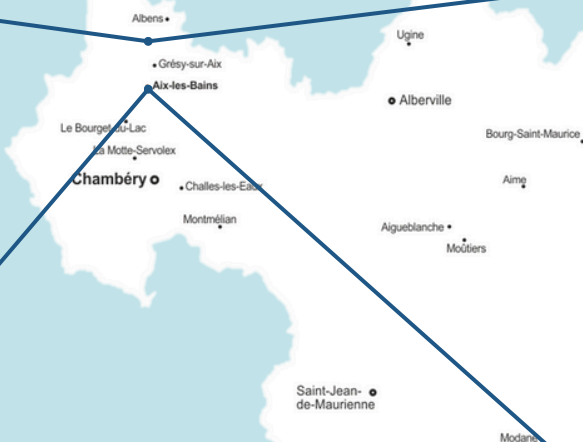 Albens
Ugine
Grésy-sur-Aix
Aix-les-Bains
Alberville
Le Bourget-du-Lac
Bourg-Saint-Maurice
La Motte-Servolex
Chambéry
Challes-les-Eaux
Aime
Montmélian
Aigueblanche
Moûtiers
Saint-Jean-
de-Maurienne
Modane